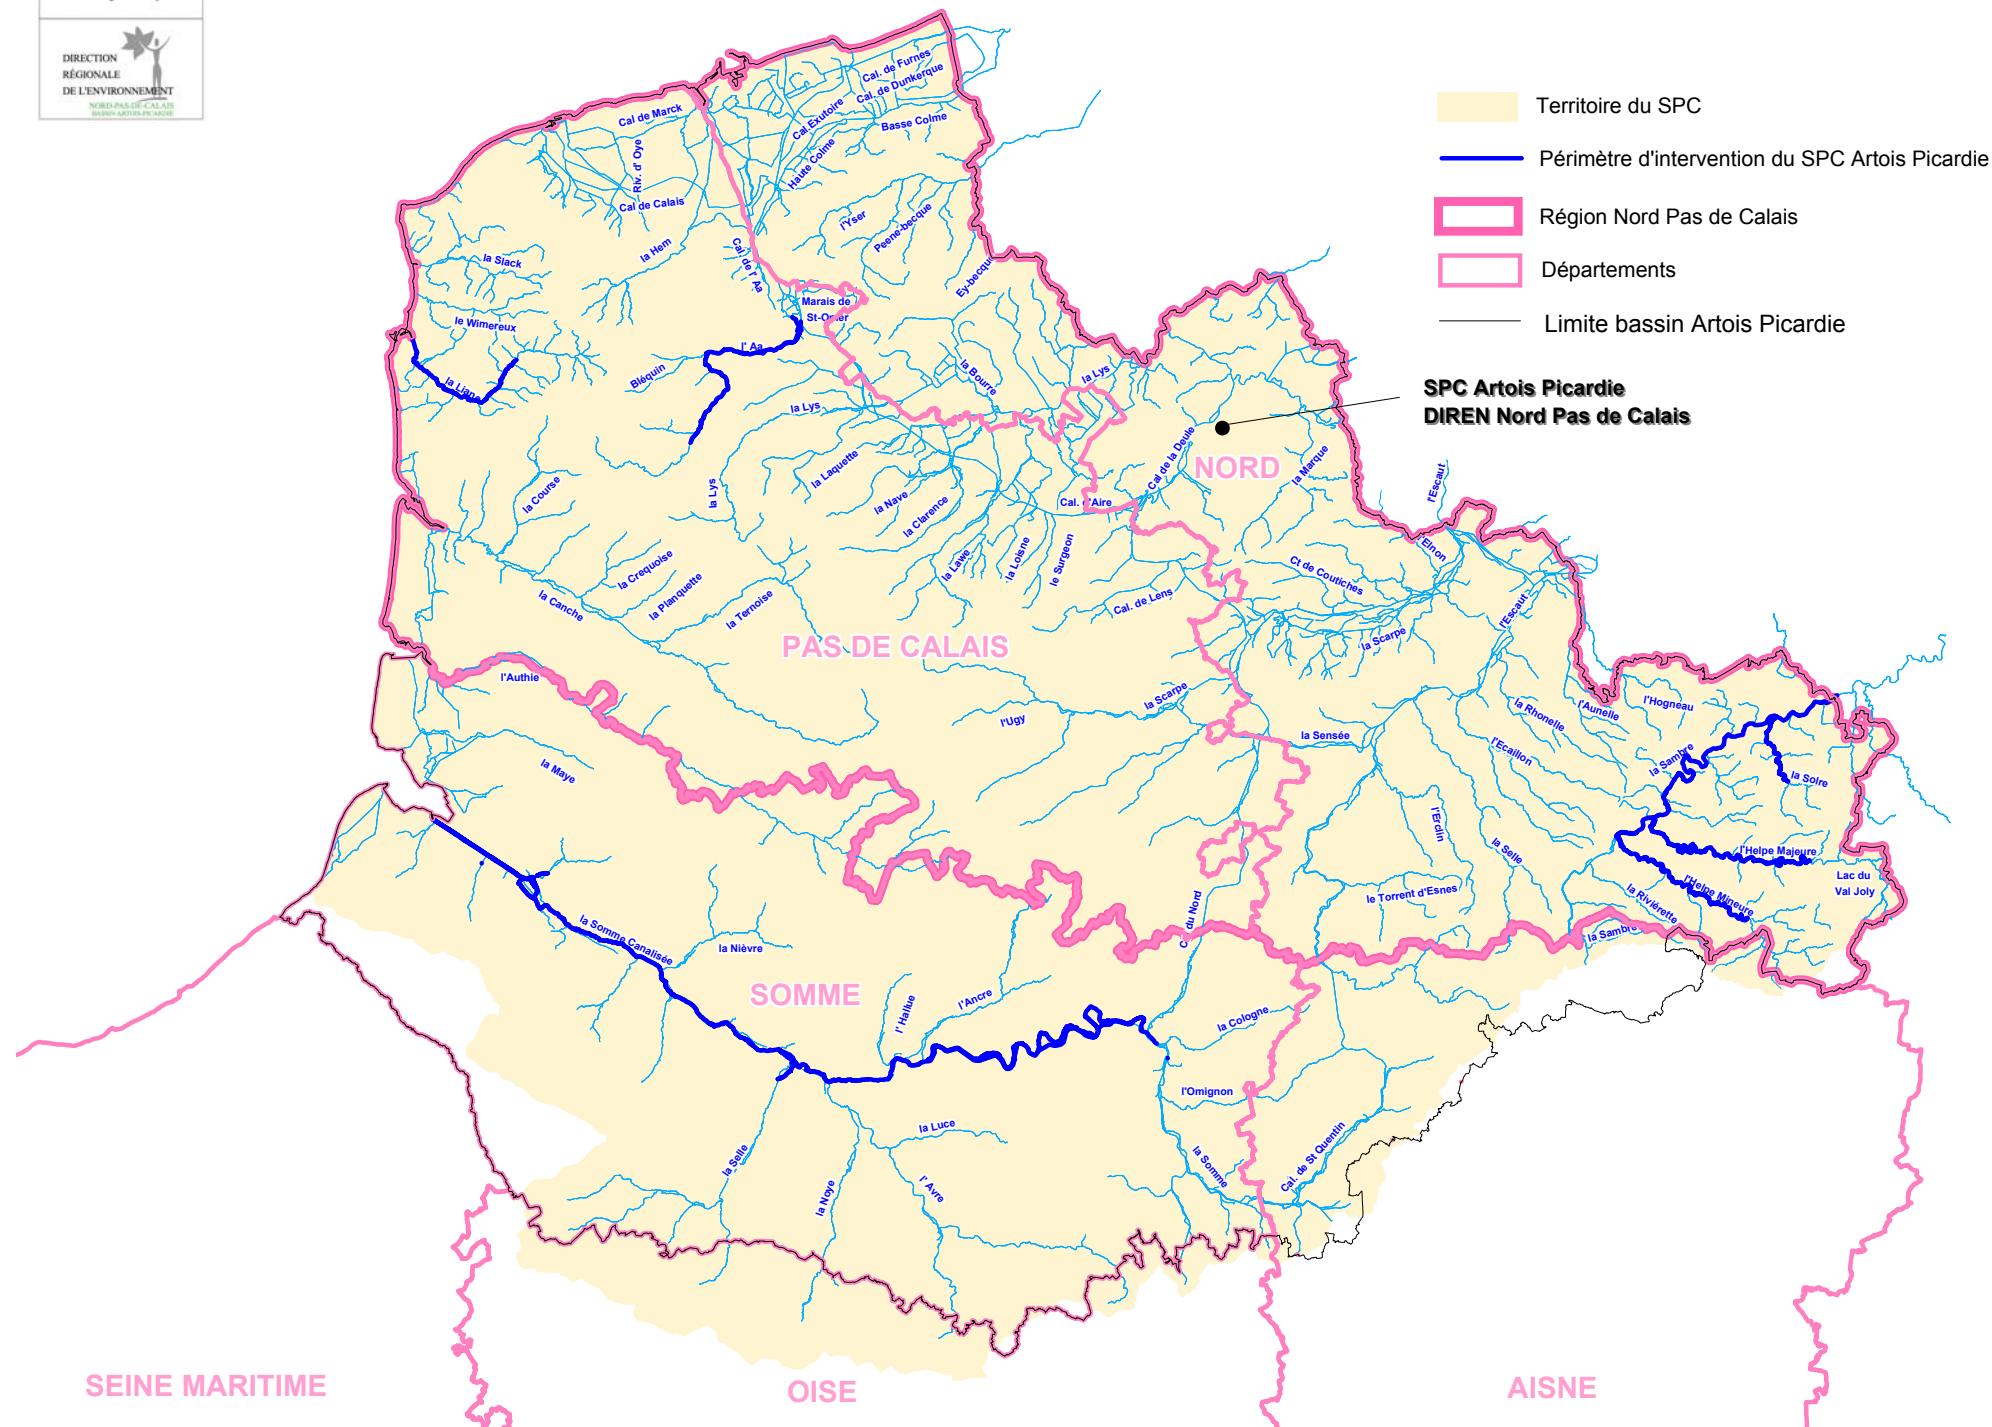 DIRECTION
RÉGIONALE
DE L'ENVIRONNEMENT
NORD-PAS-DE-CALAIS
BASSIN ARTOIS-PICARDIE
Territoire du SPC
Périmètre d'intervention du SPC Artois Picardie
Région Nord Pas de Calais
Départements
Limite bassin Artois Picardie
SPC Artois Picardie
DIREN Nord Pas de Calais
Cal. de Furnes
Cal. de Dunkerque
Cal. Exutoire
Basse Colme
Haute Colme
Cal de Marck
Riv. d' Oye
Cal de Calais
la Hem
Cal. de l' Aa
l'Yser
Peene-becque
Ey-becque
la Slack
le Wimereux
la Liane
Marais de
St-Omer
l' Aa
Bléquin
la Bourre
la Lys
la Lys
la Lys
la Laquette
la Nave
la Clarence
la Lawe
la Loisne
le Surgeon
Cal. d'Aire
Cal de la Deule
NORD
la Marque
l'Escaut
la Course
la Crequoise
la Planquette
la Ternoise
la Canche
Cal. de Lens
Ct de Coutiches
l'Elnon
l'Escaut
la Scarpe
PAS DE CALAIS
l'Authie
l'Ugy
la Scarpe
la Sensée
la Rhonelle
l'Aunelle
l'Hogneau
l'Ecaillon
la Sambre
la Solre
la Maye
l'Erclin
la Selle
l'Helpe Majeure
Lac du
Val Joly
l'Helpe Mineure
la Riviérette
le Torrent d'Esnes
la Sambre
la Somme Canalisée
la Nièvre
SOMME
l' Hallue
l'Ancre
la Cologne
l'Omignon
la Luce
la Selle
la Noye
l' Avre
la Somme
Cal. de St Quentin
SEINE MARITIME
OISE
AISNE